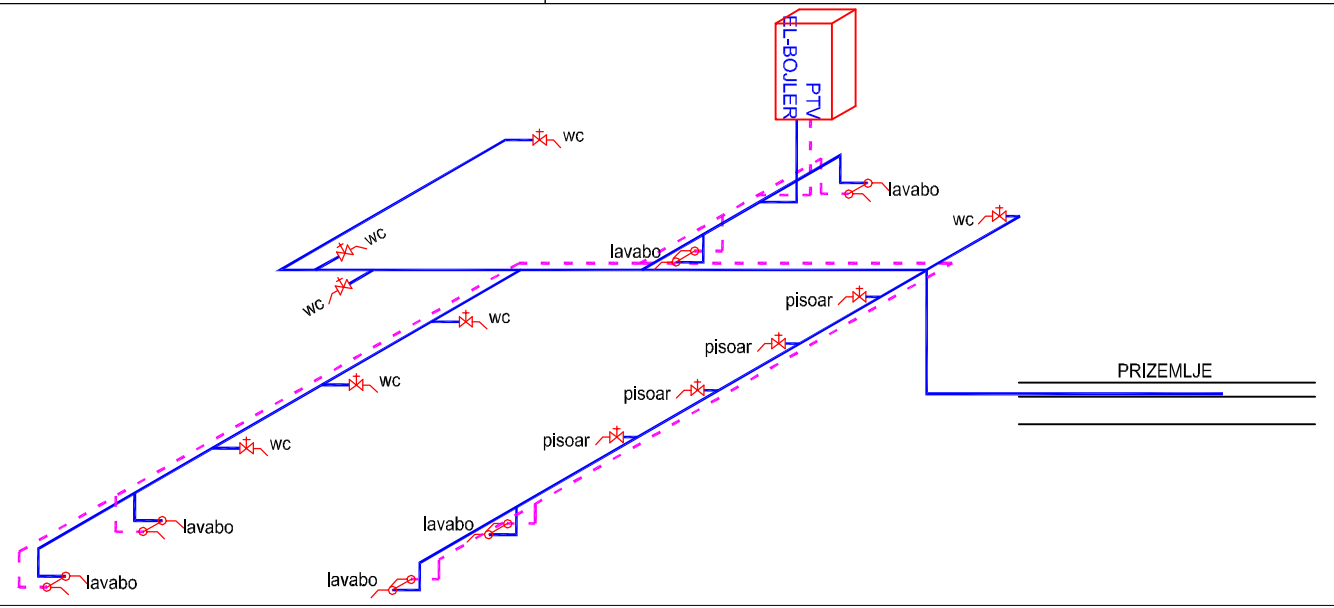 EL-BOJLER
PTV
wc
lavabo
wc
wc
lavabo
wc
pisoar
wc
pisoar
PRIZEMLJE
wc
pisoar
wc
pisoar
lavabo
lavabo
lavabo
lavabo